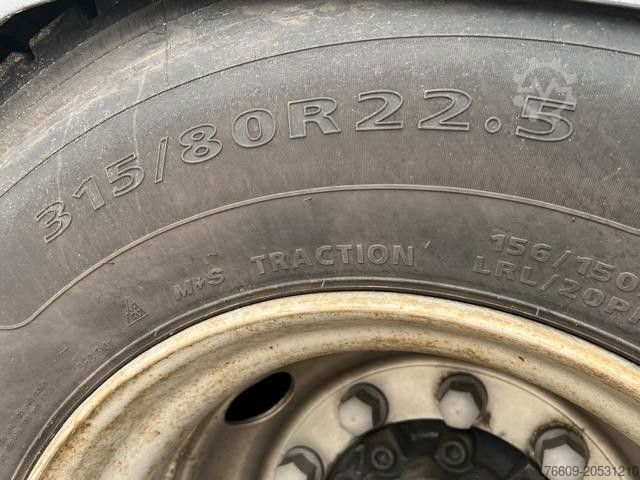 315/80R22.5
M+S TRACTION
156/150
LRL/20PR
76609-20531210